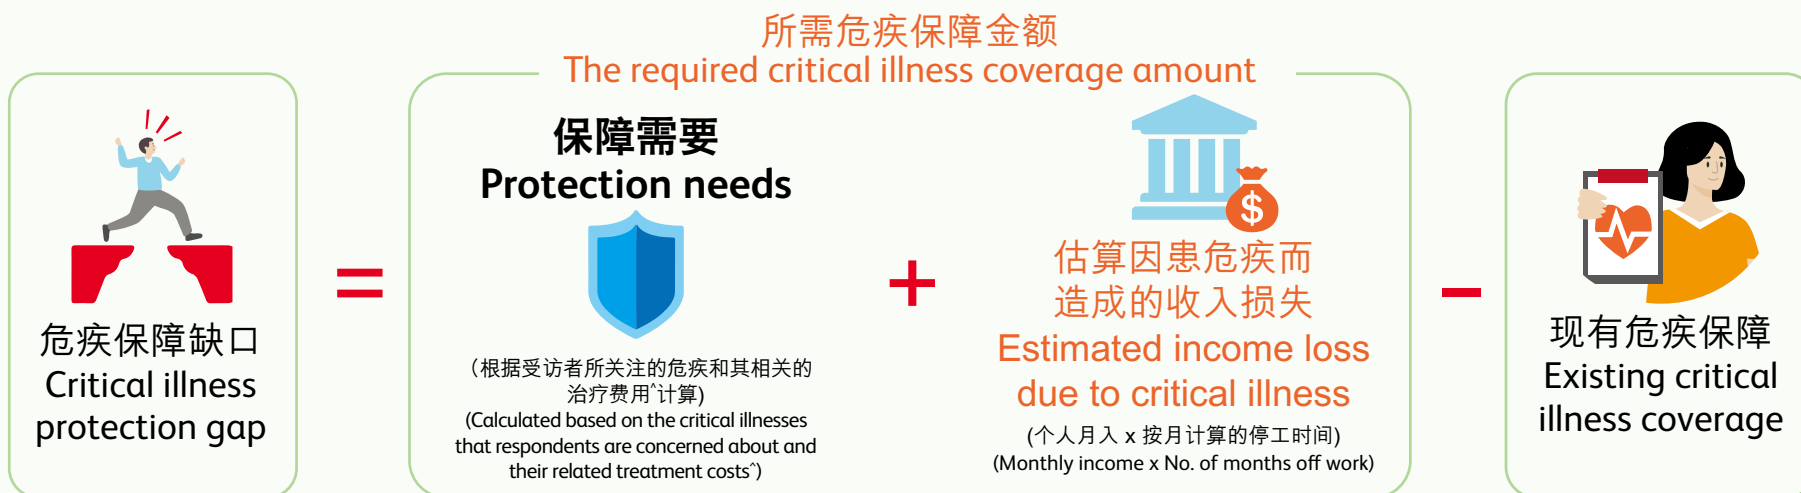 所需危疾保障金额
The required critical illness coverage amount
危疾保障缺口
Critical illness
protection gap
=
保障需要
Protection needs
（根据受访者所关注的危疾和其相关的
治疗费用^计算)
(Calculated based on the critical illnesses
that respondents are concerned about and
their related treatment costs^)
+
$
估算因患危疾而
造成的收入损失
Estimated income loss
due to critical illness
(个人月入 x 按月计算的停工时间)
(Monthly income x No. of months off work)
-
现有危疾保障
Existing critical
illness coverage